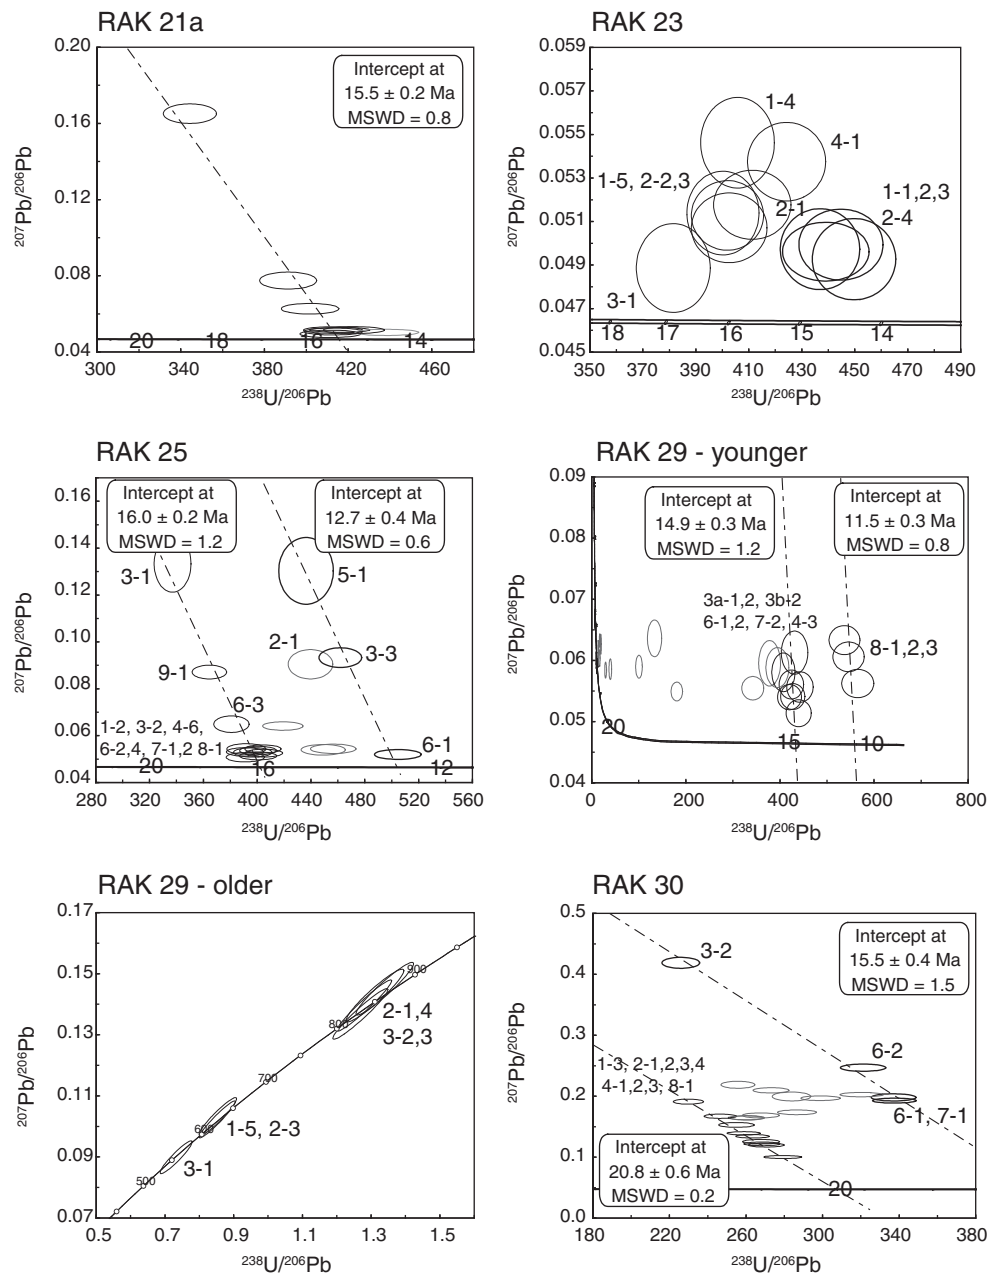 RAK 21a
0.20
0.16
0.12
0.08
0.04
207Pb/206Pb
Intercept at
15.5 ± 0.2 Ma
MSWD = 0.8
20
18
16
14
300
340
380
420
460
238U/206Pb
RAK 23
0.059
0.057
0.055
0.053
0.051
0.049
0.047
0.045
207Pb/206Pb
1-4
4-1
1-5, 2-2,3
1-1,2,3
2-1
2-4
3-1
18
17
16
15
14
350
370
390
410
430
450
470
490
238U/206Pb
RAK 25
0.16
0.14
0.12
0.10
0.08
0.06
0.04
207Pb/206Pb
Intercept at
16.0 ± 0.2 Ma
MSWD = 1.2
Intercept at
12.7 ± 0.4 Ma
MSWD = 0.6
3-1
5-1
2-1
3-3
9-1
6-3
1-2, 3-2, 4-6,
6-2,4, 7-1,2 8-1
6-1
20
16
12
280
320
360
400
440
480
520
560
238U/206Pb
RAK 29 - younger
0.09
0.08
0.07
0.06
0.05
0.04
207Pb/206Pb
Intercept at
14.9 ± 0.3 Ma
MSWD = 1.2
Intercept at
11.5 ± 0.3 Ma
MSWD = 0.8
3a-1,2, 3b-2
6-1,2, 7-2, 4-3
8-1,2,3
20
15
10
0
200
400
600
800
238U/206Pb
RAK 29 - older
0.17
0.15
0.13
0.11
0.09
0.07
207Pb/206Pb
900
2-1,4
800
3-2,3
700
600
1-5, 2-3
3-1
500
0.5
0.7
0.9
1.1
1.3
1.5
238U/206Pb
RAK 30
0.5
0.4
0.3
0.2
0.1
0.0
207Pb/206Pb
3-2
Intercept at
15.5 ± 0.4 Ma
MSWD = 1.5
6-2
1-3, 2-1,2,3,4
4-1,2,3, 8-1
6-1, 7-1
Intercept at
20.8 ± 0.6 Ma
MSWD = 0.2
20
180
220
260
300
340
380
238U/206Pb